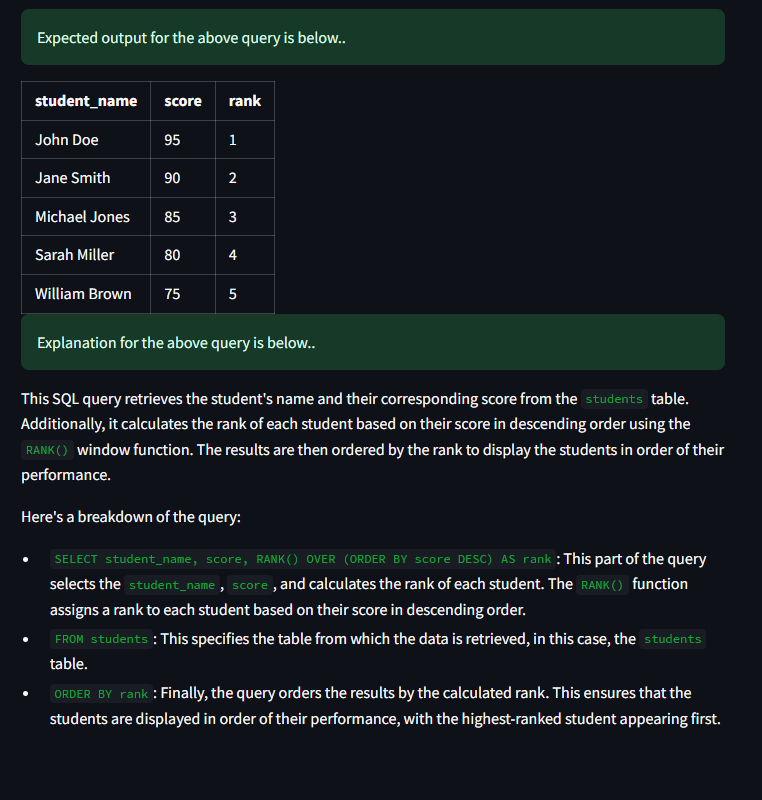 Expected output for the above query is below..
student_name score rank
John Doe 95 1
Jane Smith 90 2
Michael Jones 85 3
Sarah Miller 80 4
William Brown 75 5
Explanation for the above query is below..
This SQL query retrieves the student's name and their corresponding score from the students table.
Additionally, it calculates the rank of each student based on their score in descending order using the
RANK() window function. The results are then ordered by the rank to display the students in order of their
performance.
Here's a breakdown of the query:
• SELECT student_name, score, RANK() OVER (ORDER BY score DESC) AS rank : This part of the query
selects the student_name , score , and calculates the rank of each student. The RANK() function
assigns a rank to each student based on their score in descending order.
• FROM students : This specifies the table from which the data is retrieved, in this case, the students
table.
• ORDER BY rank : Finally, the query orders the results by the calculated rank. This ensures that the
students are displayed in order of their performance, with the highest-ranked student appearing first.